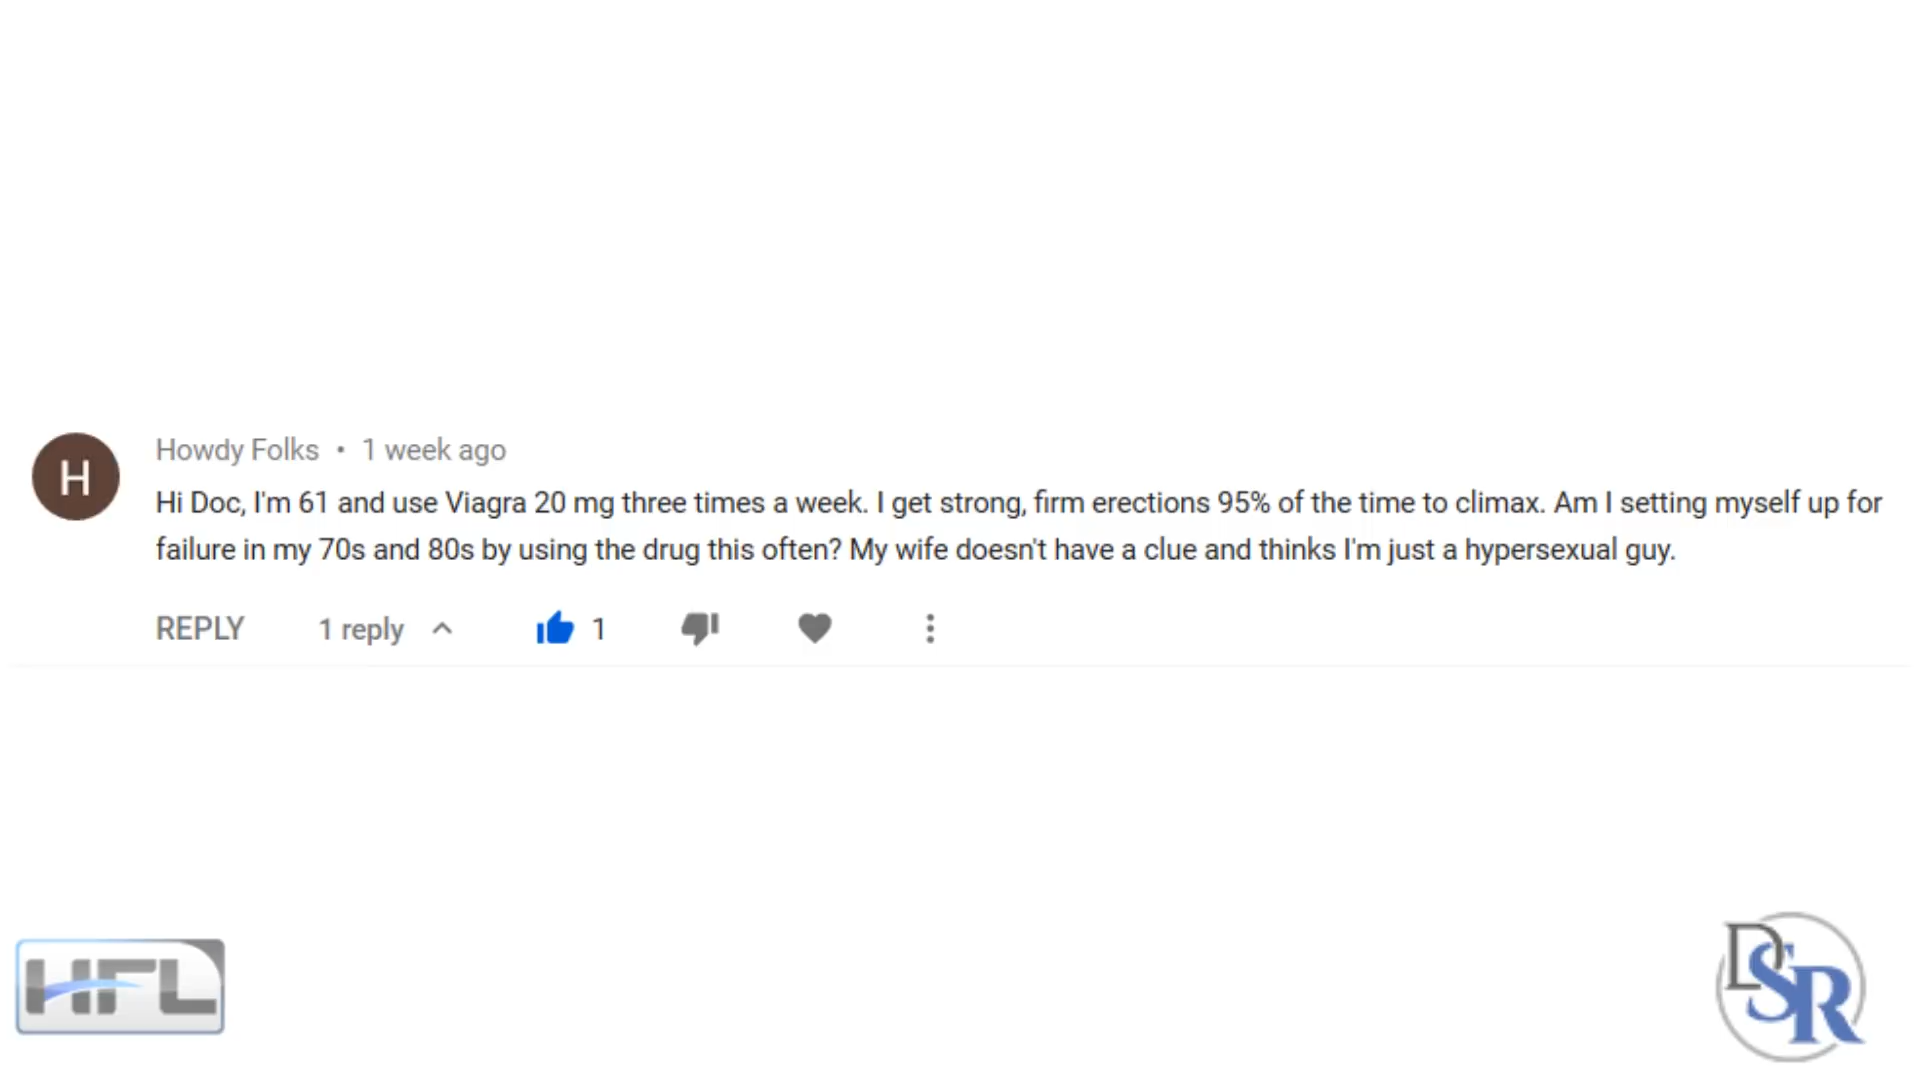 H
Howdy Folks • 1 week ago
Hi Doc, I'm 61 and use Viagra 20 mg three times a week. I get strong, firm erections 95% of the time to climax. Am I setting myself up for
failure in my 70s and 80s by using the drug this often? My wife doesn't have a clue and thinks I'm just a hypersexual guy.
REPLY 1 reply 1
HFL
DSR